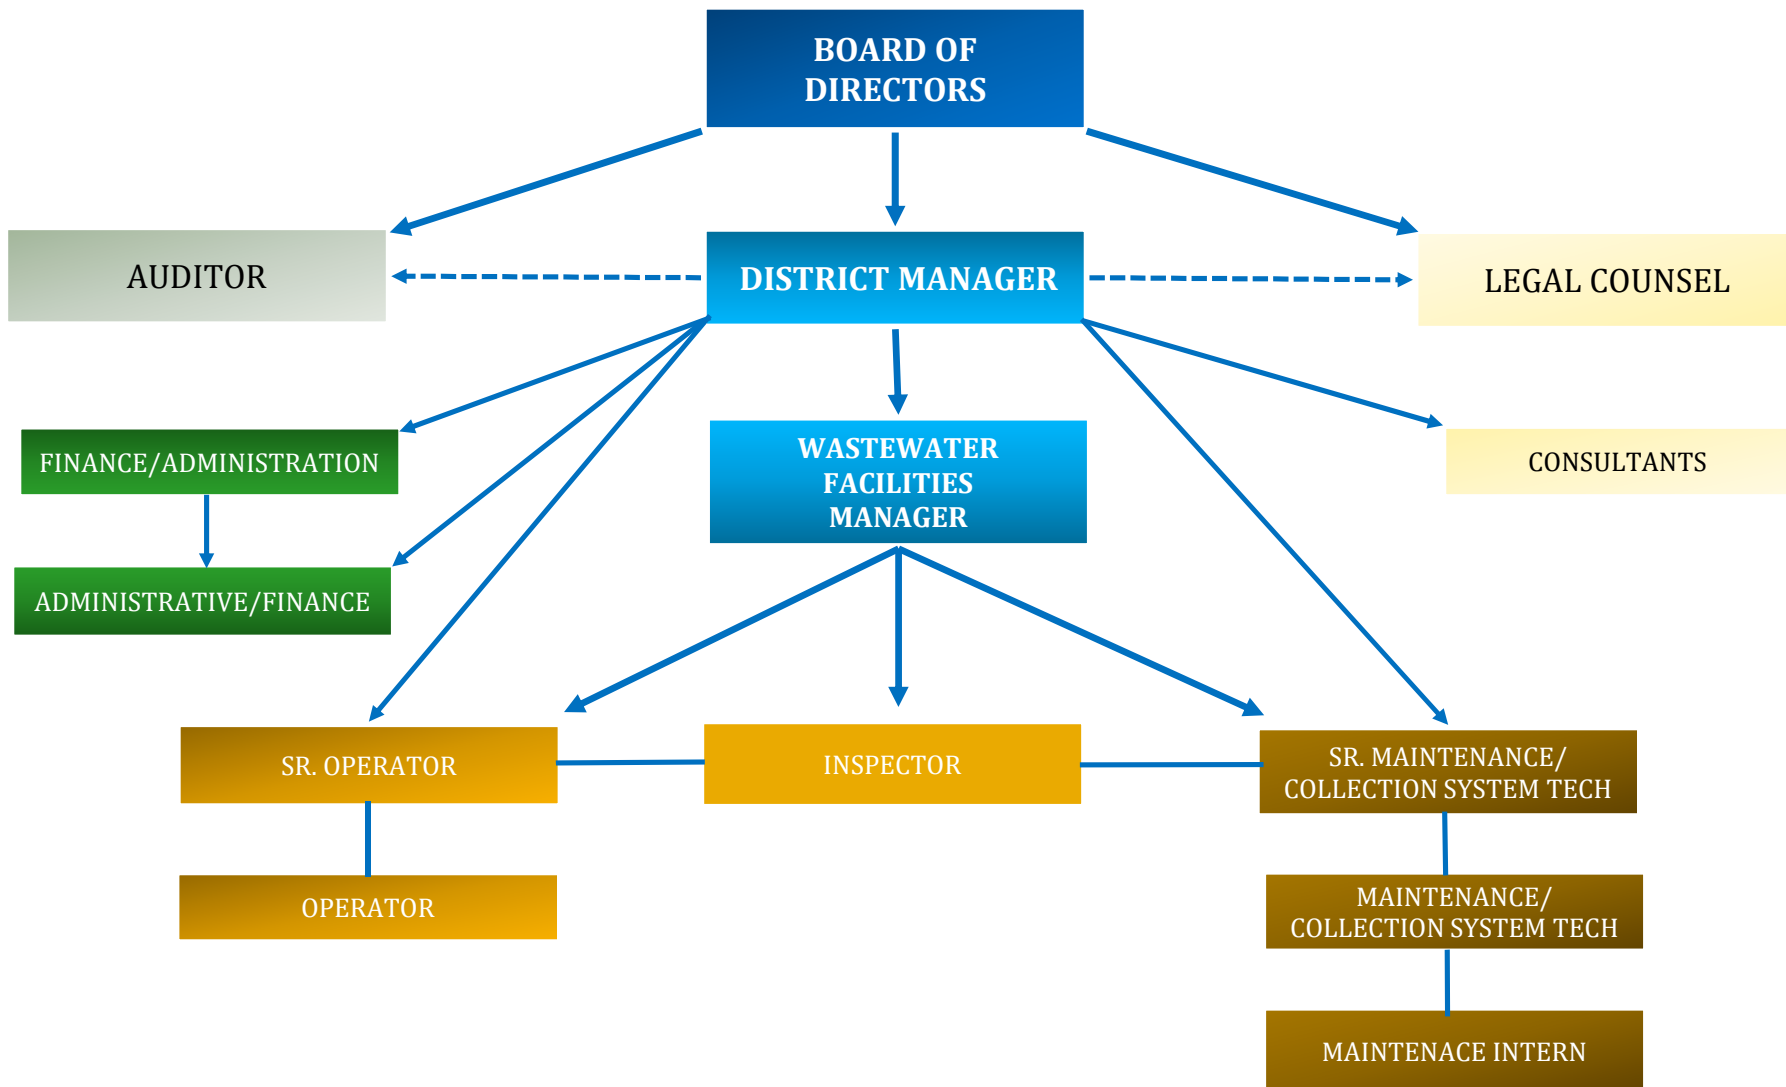 BOARD OF
DIRECTORS
AUDITOR
DISTRICT MANAGER
LEGAL COUNSEL
FINANCE/ADMINISTRATION
WASTEWATER
FACILITIES
MANAGER
CONSULTANTS
ADMINISTRATIVE/FINANCE
SR. OPERATOR
INSPECTOR
SR. MAINTENANCE/
COLLECTION SYSTEM TECH
OPERATOR
MAINTENANCE/
COLLECTION SYSTEM TECH
MAINTENACE INTERN